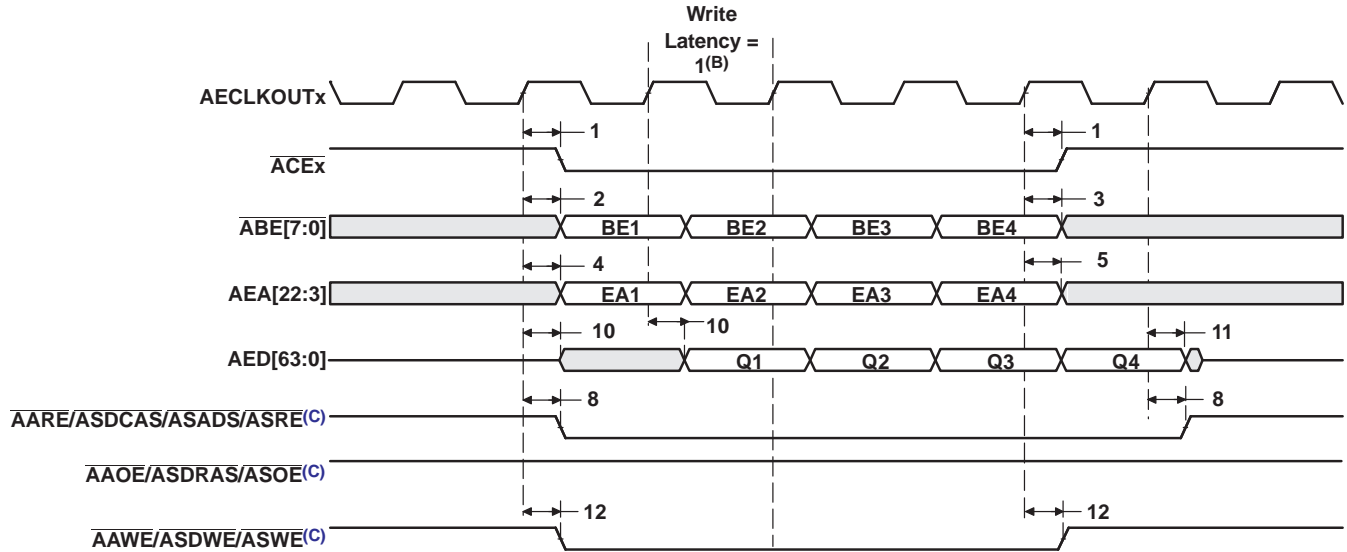 Write
Latency =
1(B)
AECLKOUTx
1 1
ACEx
2 3
ABE[7:0] BE1 BE2 BE3 BE4
4 5
AEA[22:3] EA1 EA2 EA3 EA4
10 10 11
AED[63:0] Q1 Q2 Q3 Q4
8 8
AARE/ASDCAS/ASADS/ASRE(C)
AAOE/ASDRAS/ASOE(C)
12 12
AAWE/ASDWE/ASWE(C)